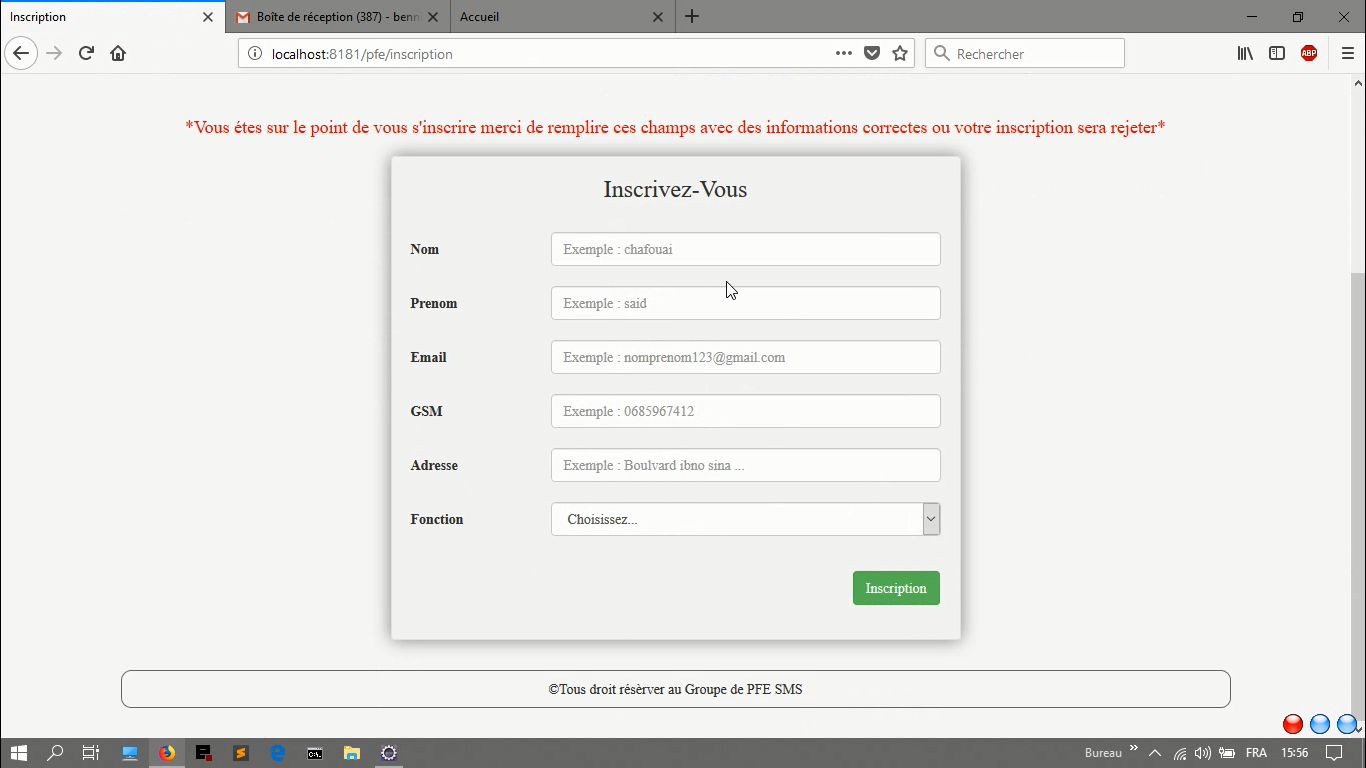 Inscription
Boîte de réception (387) - benn
Accueil
localhost:8181/pfe/inscription
Rechercher
ABP
*Vous étes sur le point de vous s'inscrire merci de remplire ces champs avec des informations correctes ou votre inscription sera rejeter*
Inscrivez-Vous
Nom
Exemple : chafouai
Prenom
Exemple : said
Email
Exemple : nomprenom123@gmail.com
GSM
Exemple : 0685967412
Adresse
Exemple : Boulvard ibno sina ...
Fonction
Choisissez...
Inscription
©Tous droit résèrver au Groupe de PFE SMS
Bureau
FRA
15:56